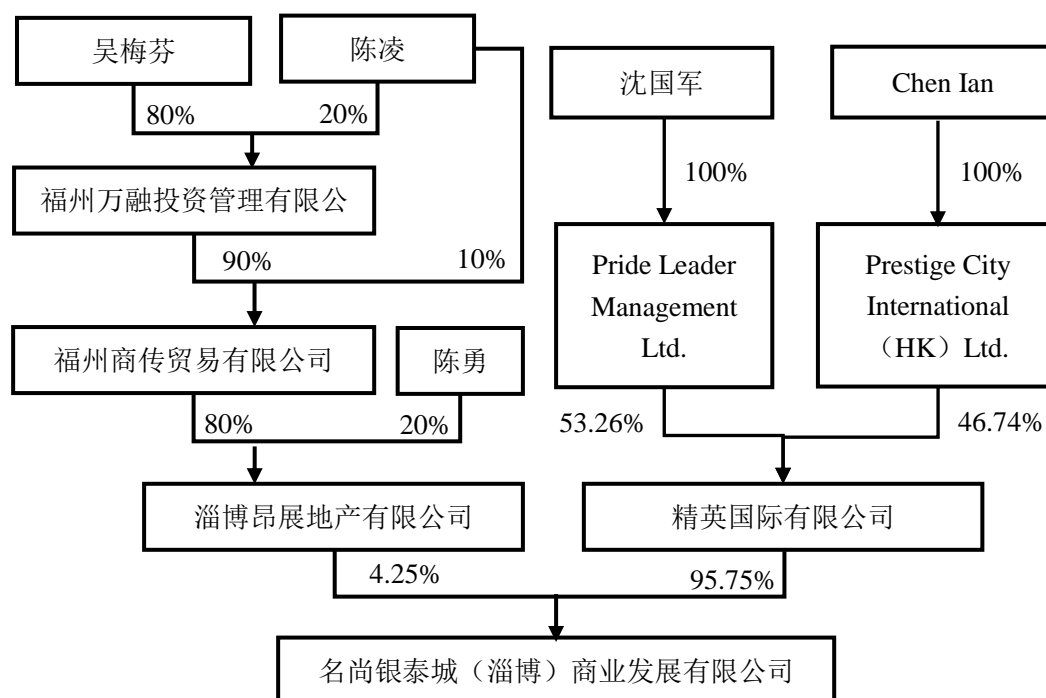 吴梅芬
陈凌
沈国军
Chen Ian
80%
20%
100%
100%
福州万融投资管理有限公
90%
10%
Pride Leader
Management
Ltd.
Prestige City
International
（HK）Ltd.
福州商传贸易有限公司
陈勇
80%
20%
53.26%
46.74%
淄博昂展地产有限公司
精英国际有限公司
4.25%
95.75%
名尚银泰城（淄博）商业发展有限公司